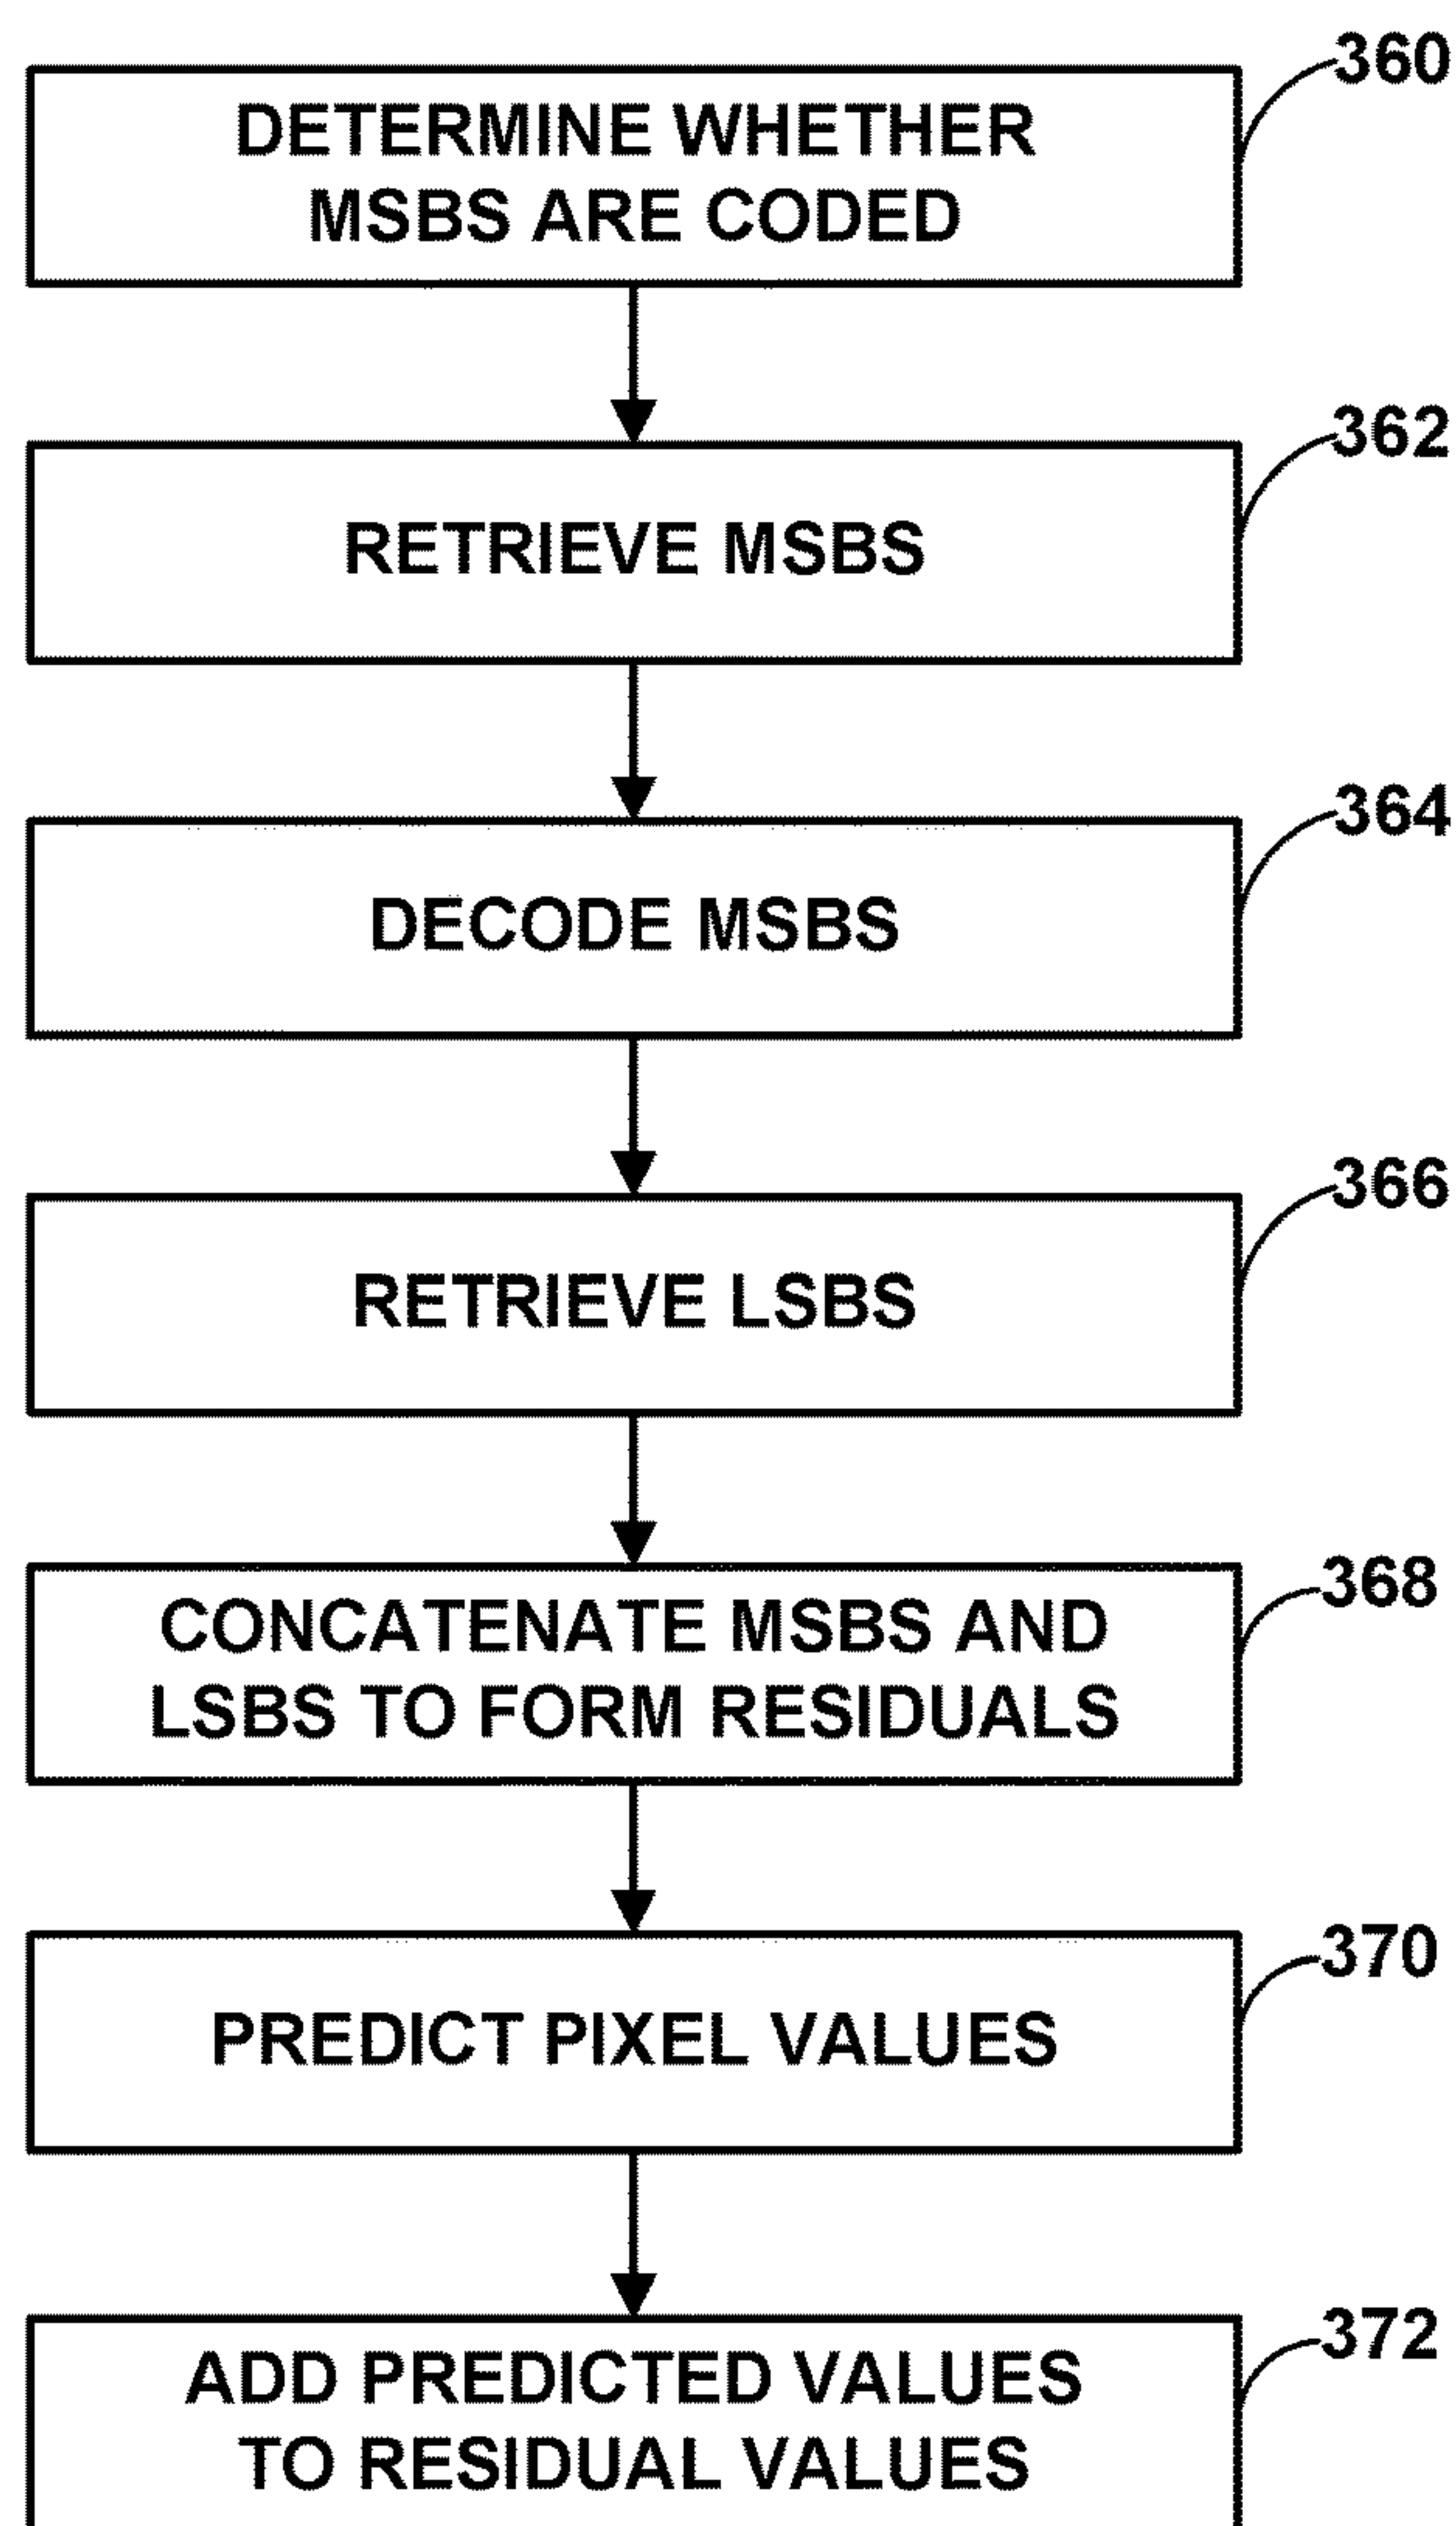 360
DETERMINE WHETHER
MSBS ARE CODED
362
RETRIEVE MSBS
364
DECODE MSBS
366
RETRIEVE LSBS
368
CONCATENATE MSBS AND
LSBS TO FORM RESIDUALS
370
PREDICT PIXEL VALUES
372
ADD PREDICTED VALUES
TO RESIDUAL VALUES